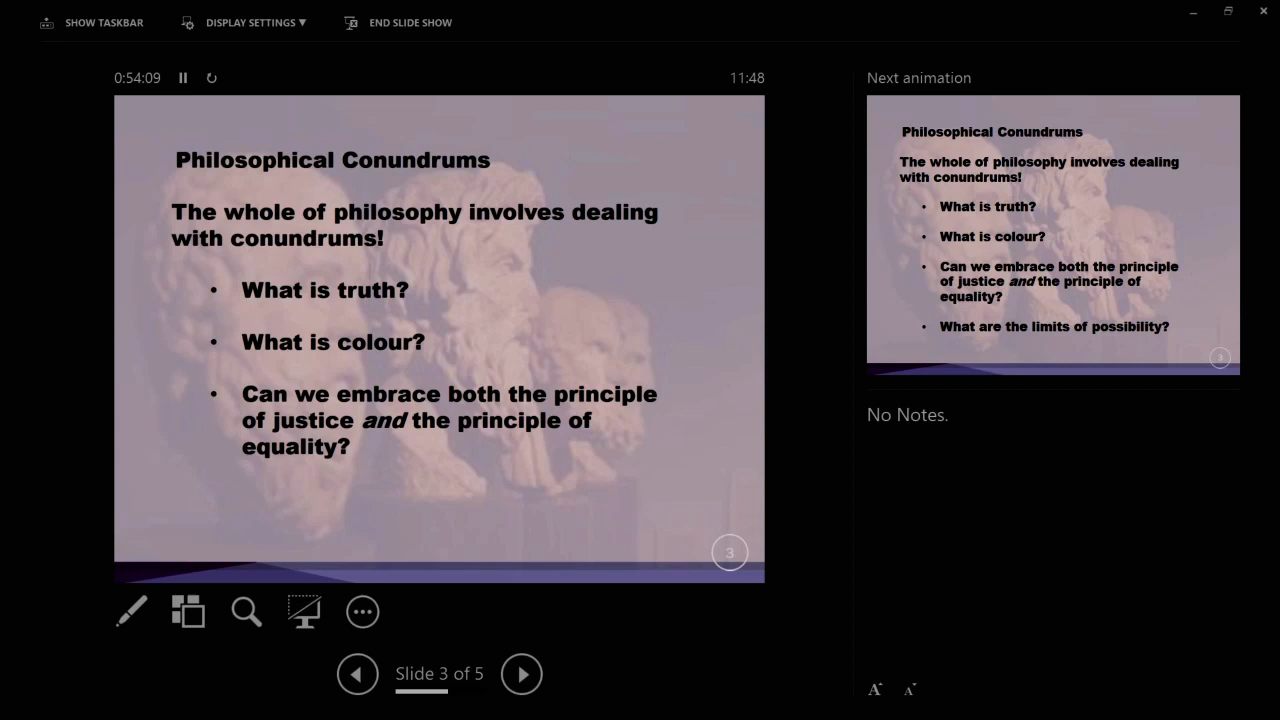 SHOW TASKBAR
DISPLAY SETTINGS ▼
END SLIDE SHOW
0:54:09
11:48
Philosophical Conundrums
The whole of philosophy involves dealing
with conundrums!
• What is truth?
• What is colour?
• Can we embrace both the principle
of justice and the principle of
equality?
3
Slide 3 of 5
Next animation
Philosophical Conundrums
The whole of philosophy involves dealing
with conundrums!
• What is truth?
• What is colour?
• Can we embrace both the principle
of justice and the principle of
equality?
• What are the limits of possibility?
3
No Notes.
A A